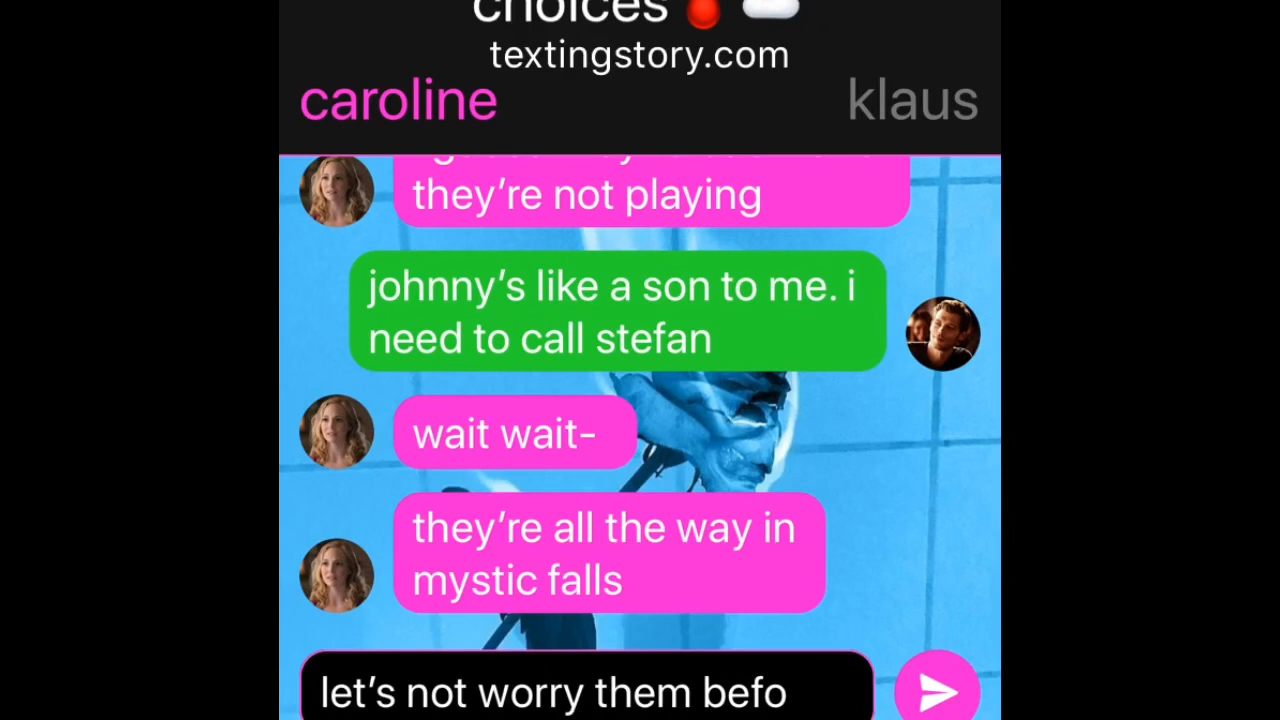 choices
textingstory.com
caroline
klaus
they're not playing
johnny's like a son to me. i
need to call stefan
wait wait-
they're all the way in
mystic falls
let's not worry them befo